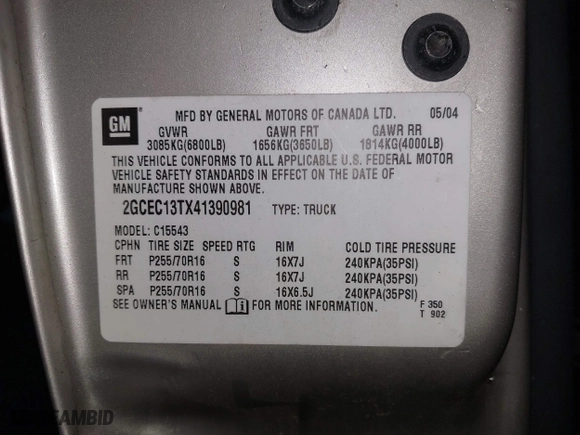 GM
MFD BY GENERAL MOTORS OF CANADA LTD. 05/04
GVWR GAWR FRT GAWR RR
3085KG(6800LB) 1656KG(3650LB) 1814KG(4000LB)
THIS VEHICLE CONFORMS TO ALL APPLICABLE U.S. FEDERAL MOTOR
VEHICLE SAFETY STANDARDS IN EFFECT ON THE DATE OF
MANUFACTURE SHOWN ABOVE.
2GCEC13TX41390981 TYPE: TRUCK
MODEL: C15543
CPHN TIRE SIZE SPEED RTG RIM COLD TIRE PRESSURE
FRT P255/70R16 S 16X7J 240KPA(35PSI)
RR P255/70R16 S 16X7J 240KPA(35PSI)
SPA P255/70R16 S 16X6.5J 240KPA(35PSI)
SEE OWNER'S MANUAL FOR MORE INFORMATION.
F 350
T 902